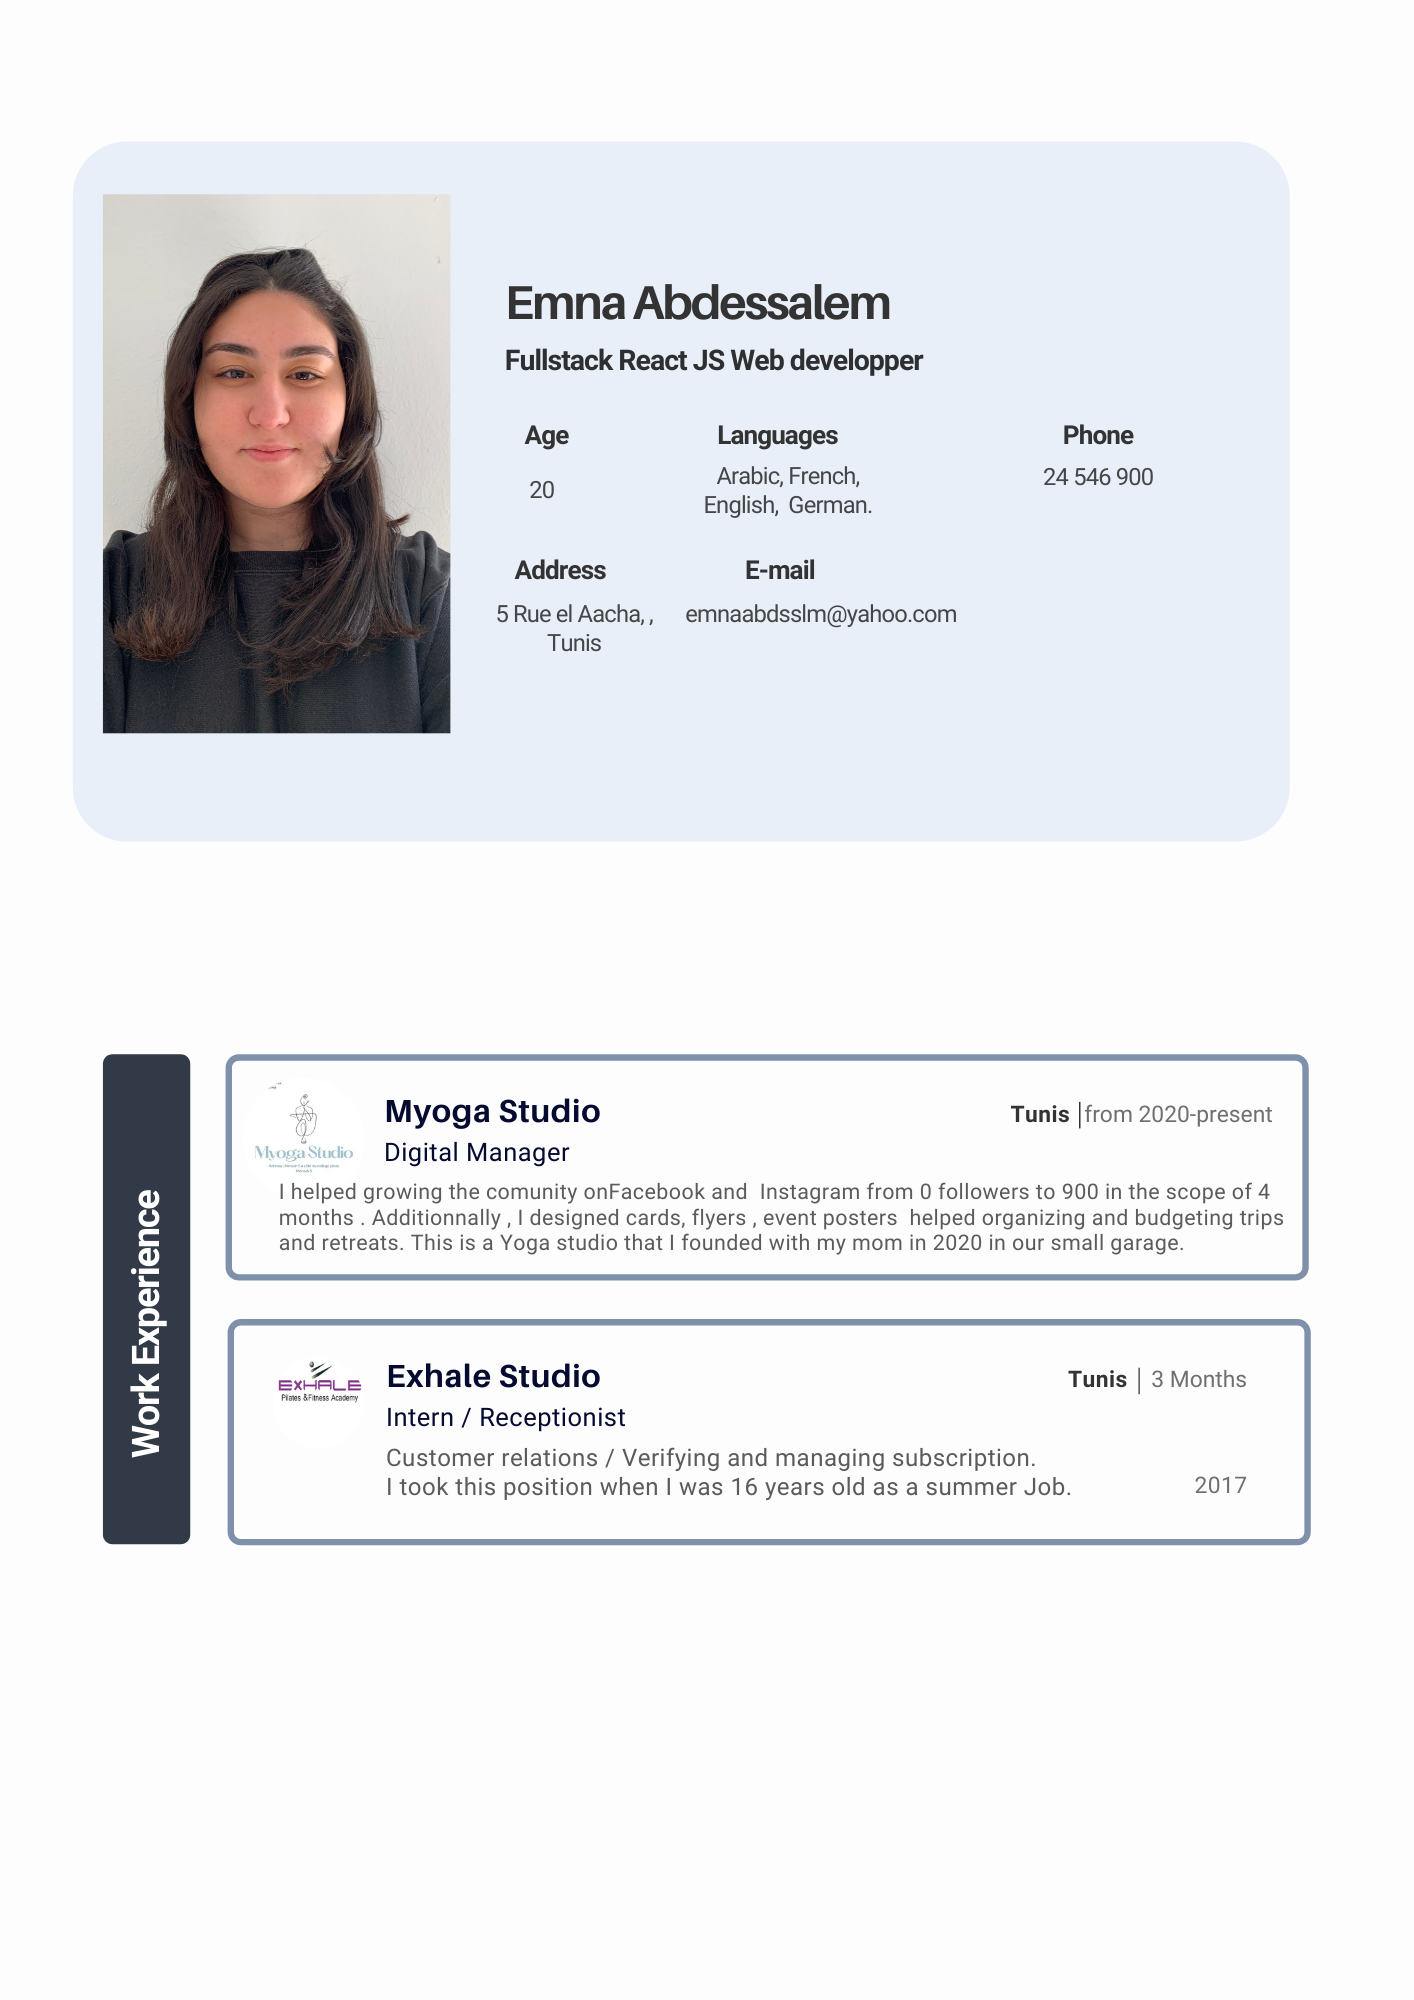 Emna Abdessalem
Fullstack React JS Web developper
Age
Languages
Phone
20
Arabic, French,
English,  German.
24 546 900
Address
E-mail
5 Rue el Aacha, ,
Tunis
emnaabdsslm@yahoo.com
Work Experience
Myoga Studio
Myoga Studio
Tunis |from 2020-present
Digital Manager
I helped growing the comunity onFacebook and  Instagram from 0 followers to 900 in the scope of 4
months . Additionnally , I designed cards, flyers , event posters  helped organizing and budgeting trips
and retreats. This is a Yoga studio that I founded with my mom in 2020 in our small garage.
EXHALE
Pilates & Fitness Academy
Exhale Studio
Tunis | 3 Months
Intern / Receptionist
Customer relations / Verifying and managing subscription.
I took this position when I was 16 years old as a summer Job.
2017